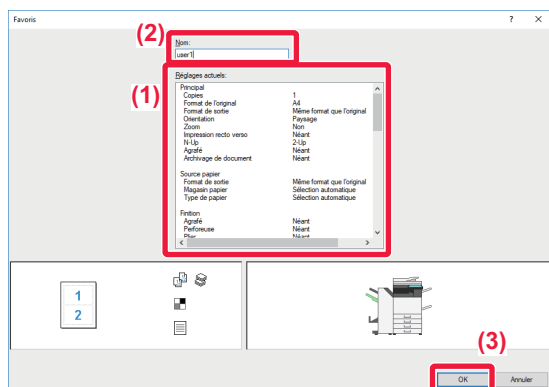 Favoris
? ×
(2)
Nom:
user1
(1)
Réglages actuels:
Principal
Copies 1
Format de l'original A4
Format de sortie Même format que l'original
Orientation Paysage
Zoom Non
Impression recto verso Néant
N-Up 2-Up
Agrafé Néant
Archivage de document Néant
Source papier
Format de sortie Même format que l'original
Magasin papier Sélection automatique
Type de papier Sélection automatique
Finition
Agrafé Néant
Perforeuse Néant
Plier Néant
1
2
(3)
OK Annuler